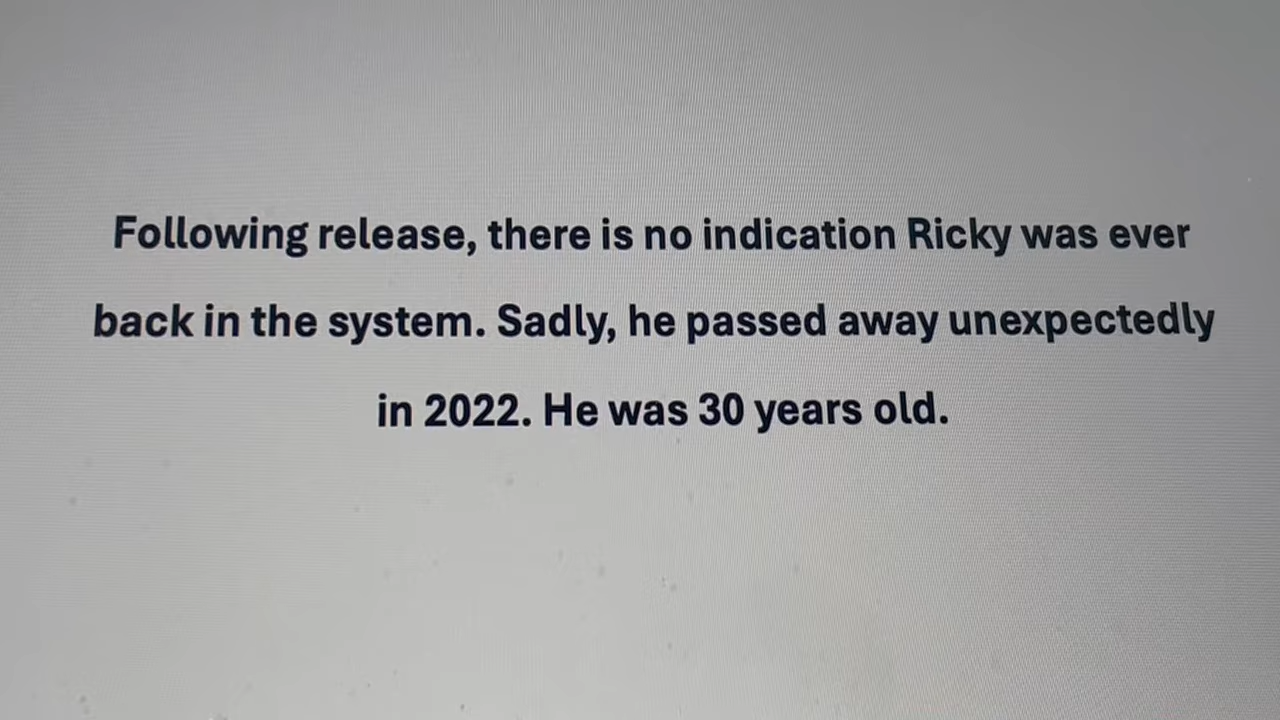 Following release, there is no indication Ricky was ever
back in the system. Sadly, he passed away unexpectedly
in 2022. He was 30 years old.